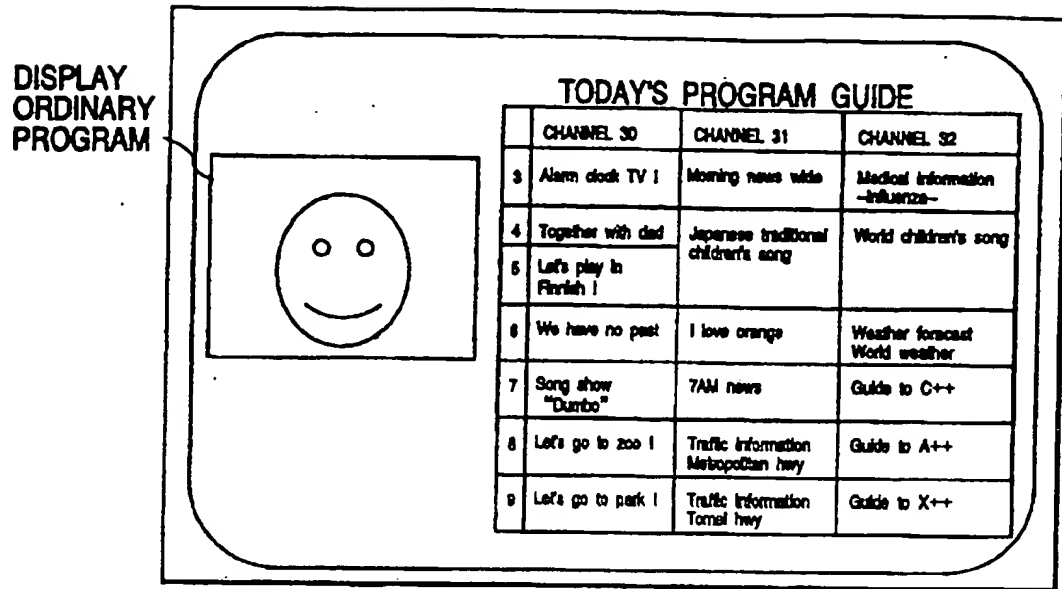 DISPLAY
ORDINARY
PROGRAM
TODAY'S PROGRAM GUIDE
CHANNEL 30 CHANNEL 31 CHANNEL 32
3 Alarm clock TV ! Morning news wide Medical information
-Influenza-
4 Together with dad Japanese traditional World children's song
children's song
5 Let's play in
Finnish !
6 We have no past I love orange Weather forecast
World weather
7 Song show 7AM news Guide to C++
"Dumbo"
8 Let's go to zoo ! Traffic information Guide to A++
Metropolitan hwy
9 Let's go to park ! Traffic information Guide to X++
Tomei hwy